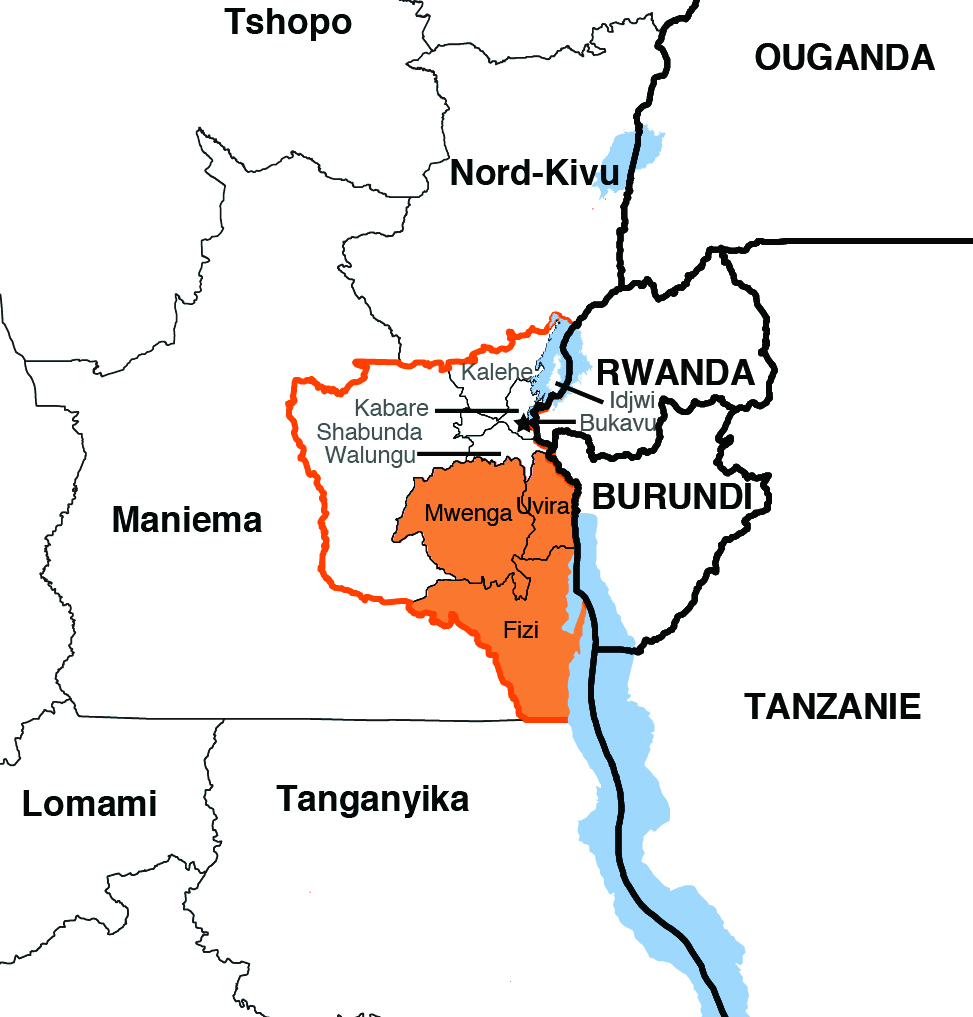 Tshopo
OUGANDA
Nord-Kivu
Kalehe
RWANDA
Idjwi
Kabare
Bukavu
Shabunda
Walungu
Mwenga
Uvira
BURUNDI
Maniema
Fizi
TANZANIE
Lomami
Tanganyika